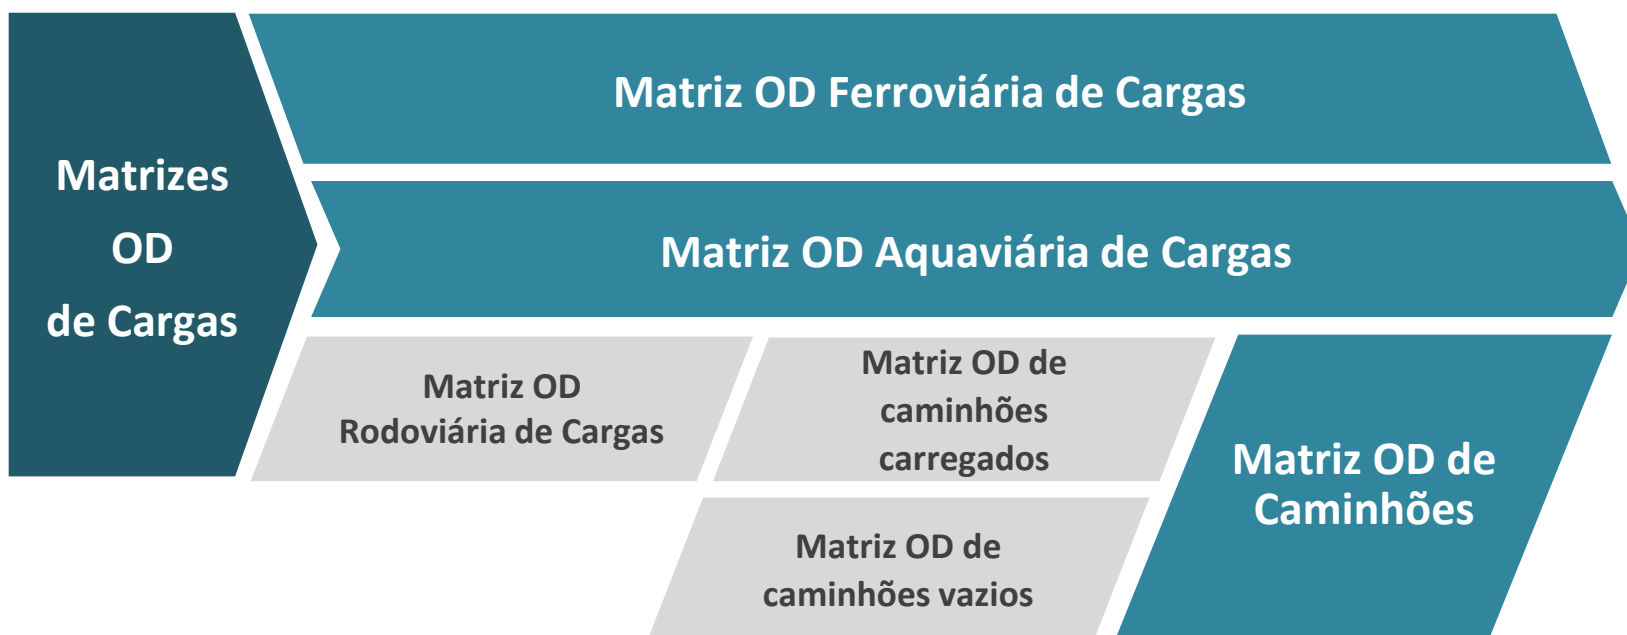 Matrizes
OD
de Cargas
Matriz OD Ferroviária de Cargas
Matriz OD Aquaviária de Cargas
Matriz OD
Rodoviária de Cargas
Matriz OD de
caminhões
carregados
Matriz OD de
caminhões vazios
Matriz OD de
Caminhões